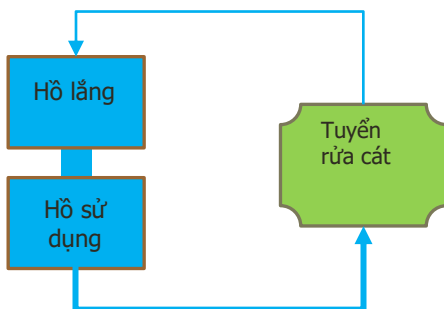 Hồ lắng
Tuyển
rửa cát
Hồ sử
dụng